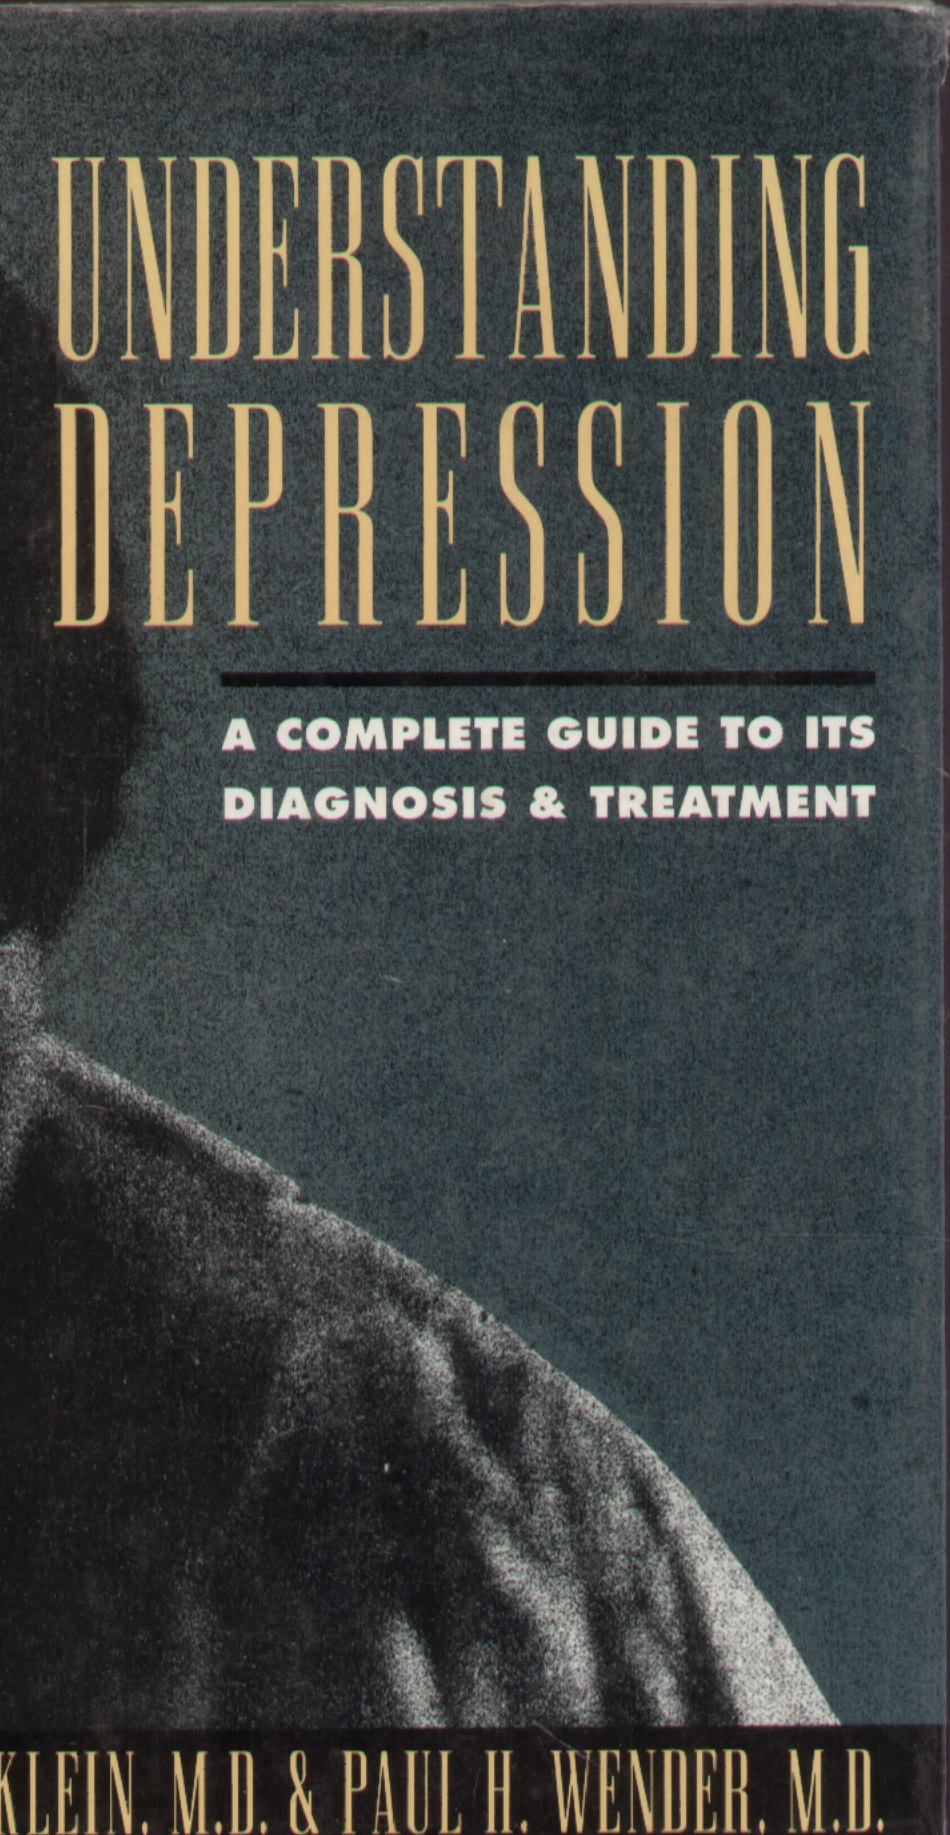 UNDERSTANDING
DEPRESSION
A COMPLETE GUIDE TO ITS
DIAGNOSIS & TREATMENT
KLEIN, M.D. & PAUL H. WENDER, M.D.